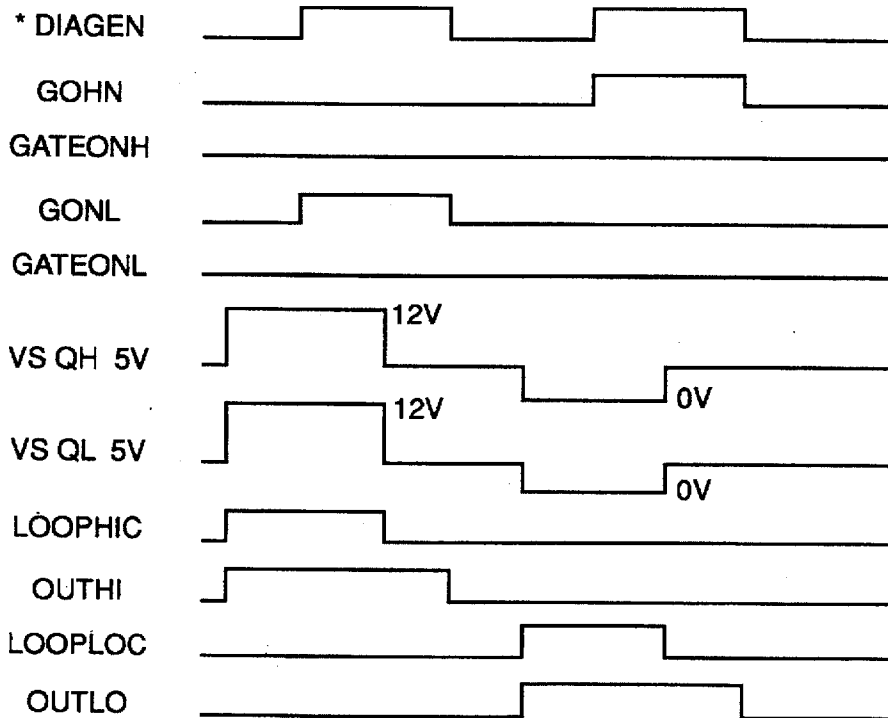 * DIAGEN
GOHN
GATEONH
GONL
GATEONL
12V
VS QH 5V
0V
12V
VS QL 5V
0V
LOOPHIC
OUTHI
LOOPLOC
OUTLO